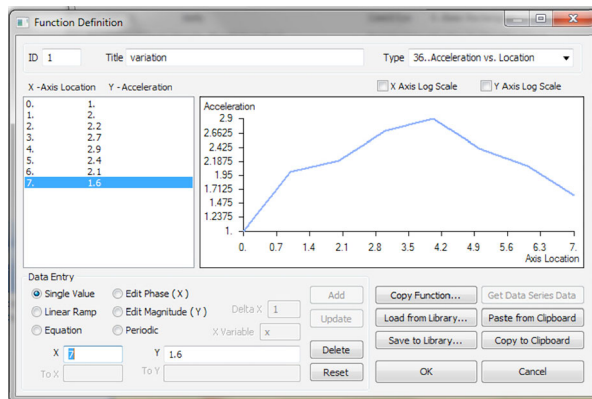 Function Definition
ID 1 Title variation Type 36..Acceleration vs. Location
X -Axis Location Y - Acceleration
X Axis Log Scale Y Axis Log Scale
0. 1.
1. 2.
2. 2.2
3. 2.7
4. 2.9
5. 2.4
6. 2.1
7. 1.6
Acceleration
2.9
2.6625
2.425
2.1875
1.95
1.7125
1.475
1.2375
1.
0. 0.7 1.4 2.1 2.8 3.5 4.2 4.9 5.6 6.3 7.
Axis Location
Data Entry
Single Value Edit Phase ( X )
Linear Ramp Edit Magnitude ( Y ) Delta X 1
Equation Periodic X Variable x
X 7 Y 1.6
To X To Y
Add
Update
Delete
Reset
Copy Function... Get Data Series Data
Load from Library... Paste from Clipboard
Save to Library... Copy to Clipboard
OK Cancel